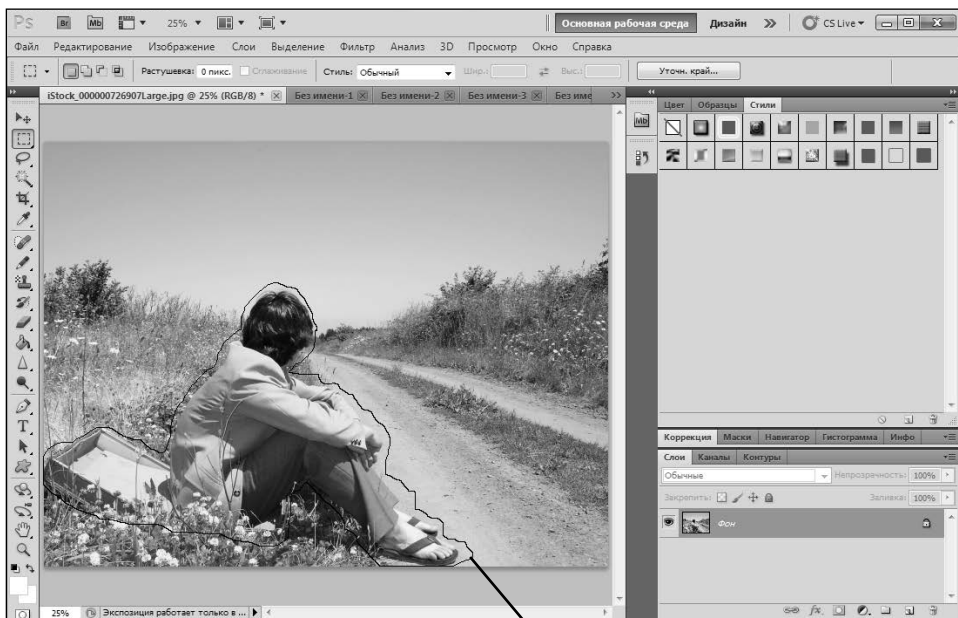 Ps Br Mb 25% Основная рабочая среда Дизайн >> CS Live
Файл Редактирование Изображение Слои Выделение Фильтр Анализ 3D Просмотр Окно Справка
Растушевка: 0 пикс. Сглаживание Стиль: Обычный Шир.: Выс.: Уточн. край...
iStock_000000726907Large.jpg @ 25% (RGB/8) * Без имени-1 Без имени-2 Без имени-3 Без име >>
Цвет Образцы Стили
Mb
Коррекция Маски Навигатор Гистограмма Инфо
Слои Каналы Контуры
Обычные Непрозрачность: 100%
Закрепить: Заливка: 100%
Фон
T
25% Экспозиция работает только в ...
fx